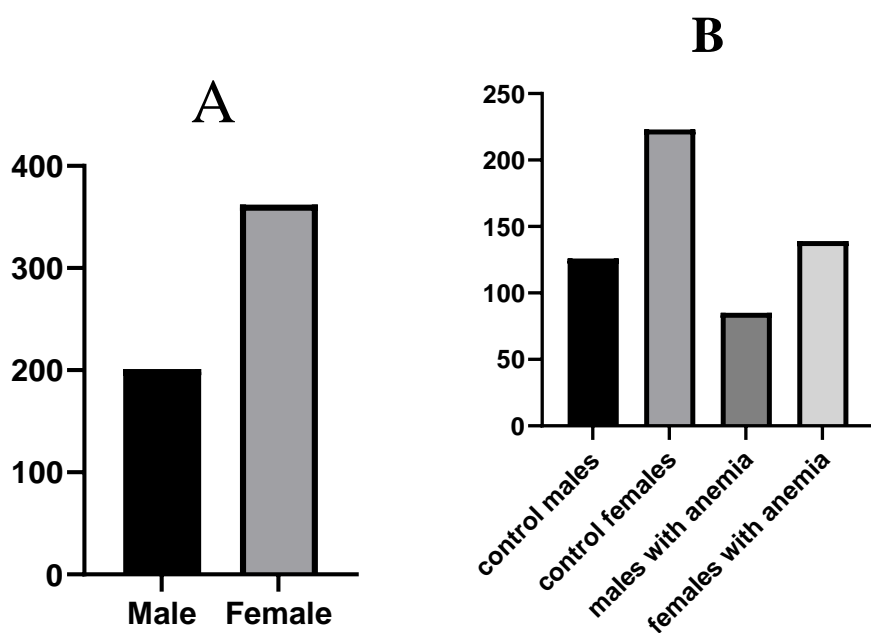 A
400
300
200
100
0
Male Female
B
250
200
150
100
50
0
control males
control females
males with anemia
females with anemia